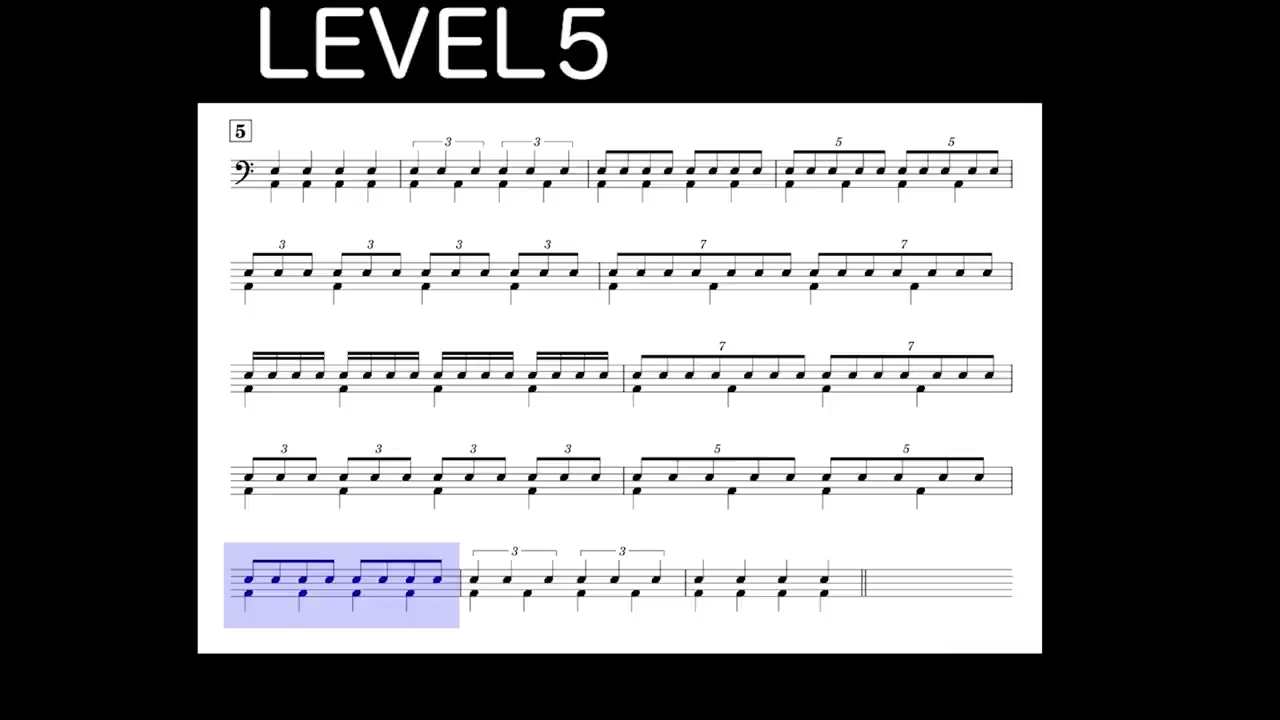 LEVEL 5
5
3 3 5 5
3 3 3 3 7 7
7 7
3 3 3 3 5 5
3 3